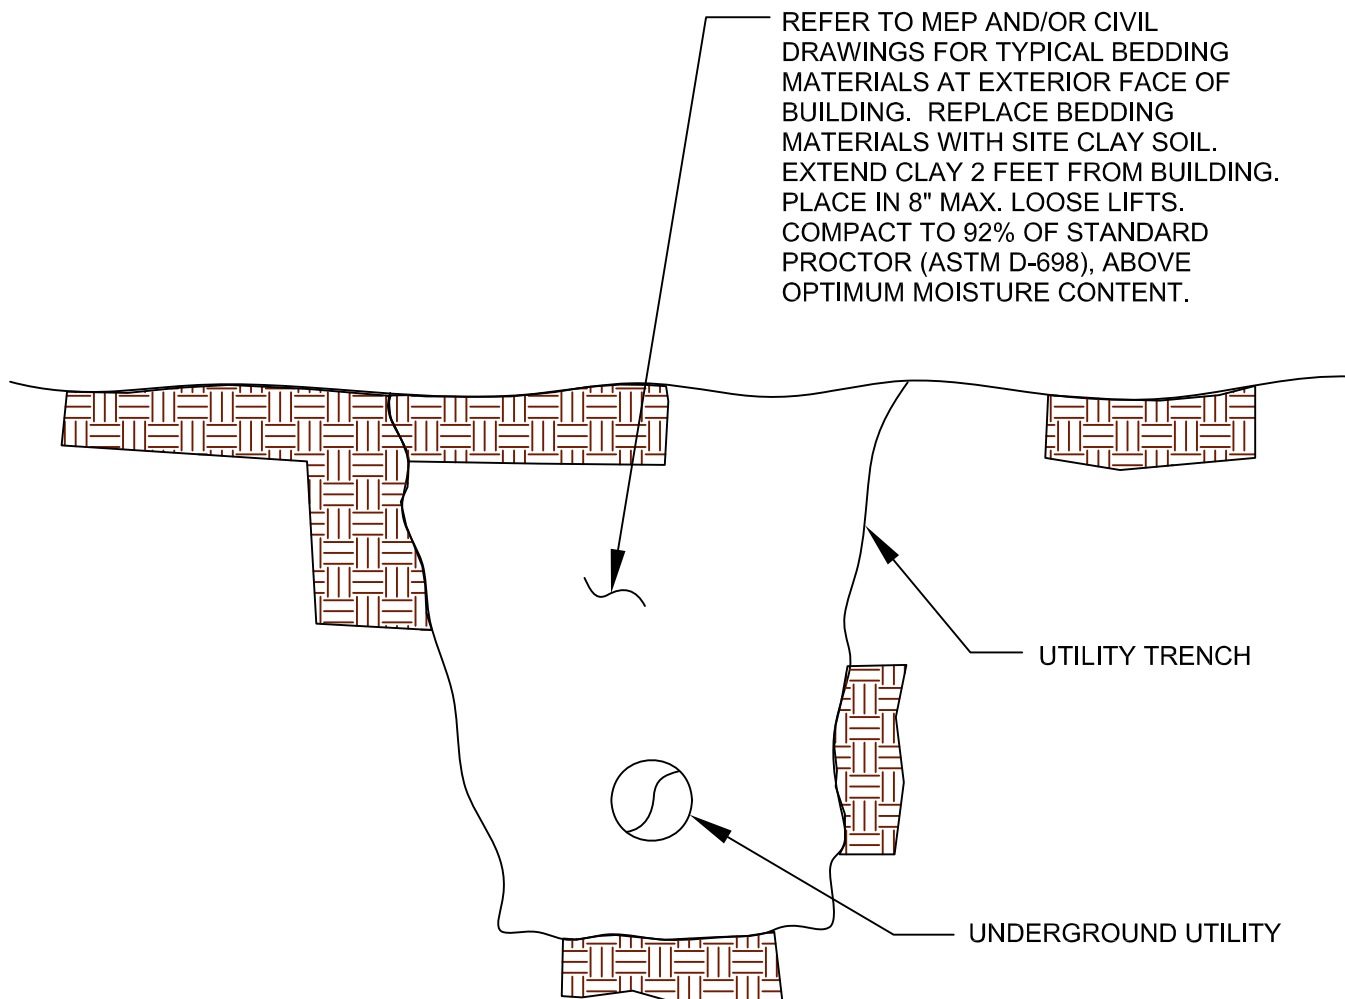 REFER TO MEP AND/OR CIVIL
DRAWINGS FOR TYPICAL BEDDING
MATERIALS AT EXTERIOR FACE OF
BUILDING. REPLACE BEDDING
MATERIALS WITH SITE CLAY SOIL.
EXTEND CLAY 2 FEET FROM BUILDING.
PLACE IN 8" MAX. LOOSE LIFTS.
COMPACT TO 92% OF STANDARD
PROCTOR (ASTM D-698), ABOVE
OPTIMUM MOISTURE CONTENT.
UTILITY TRENCH
UNDERGROUND UTILITY